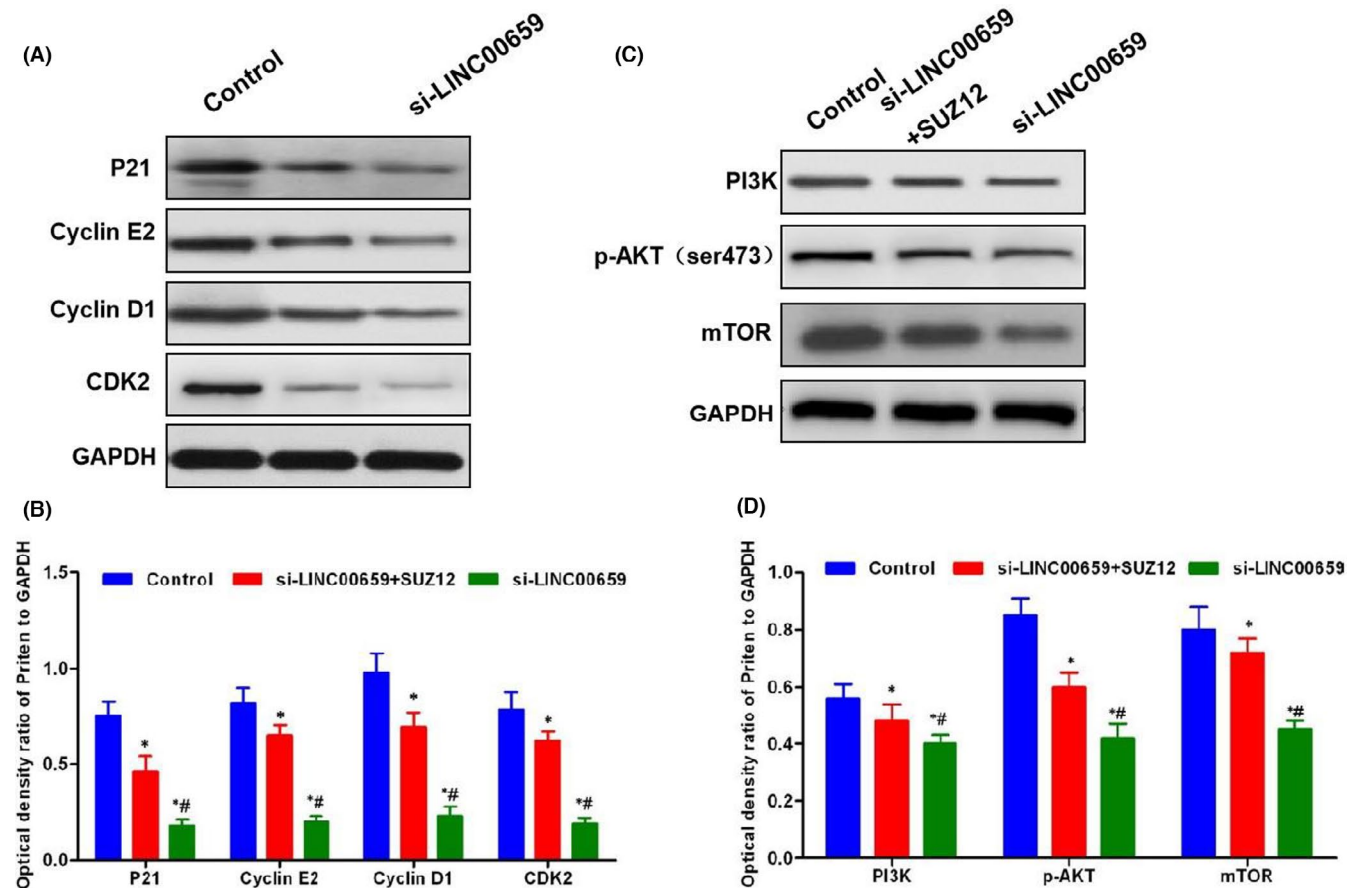 (A)
Control
si-LINC00659
P21
Cyclin E2
Cyclin D1
CDK2
GAPDH
(C)
Control
si-LINC00659
+SUZ12
si-LINC00659
PI3K
p-AKT（ser473）
mTOR
GAPDH
(B)
Optical density ratio of Priten to GAPDH
1.5
1.0
0.5
0.0
Control
si-LINC00659+SUZ12
si-LINC00659
*
*#
*
*#
*
*#
*
*#
P21
Cyclin E2
Cyclin D1
CDK2
(D)
Optical density ratio of Priten to GAPDH
1.0
0.8
0.6
0.4
0.2
0.0
Control
si-LINC00659+SUZ12
si-LINC00659
*
*#
*
*#
*
*#
PI3K
p-AKT
mTOR